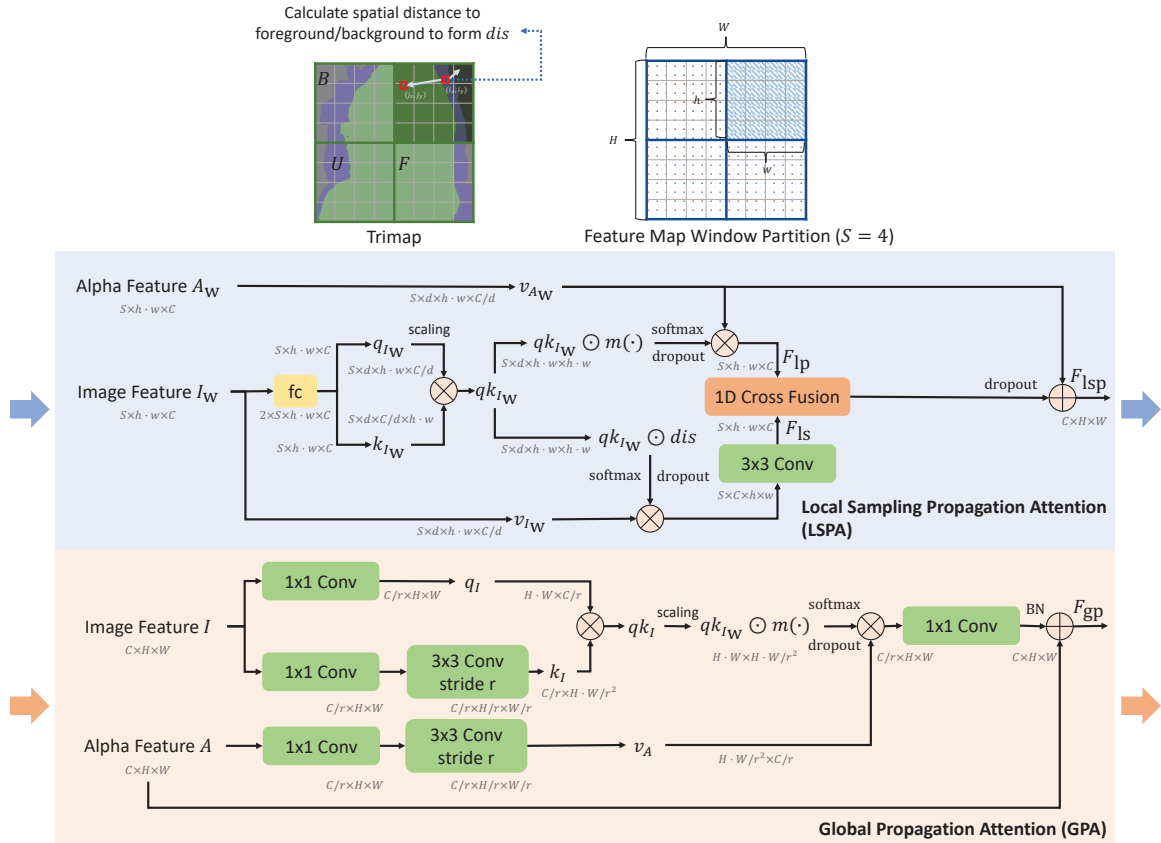 Calculate spatial distance to
foreground/background to form dis
B
U
F
(j_x, j_y)
(i_x, i_y)
Trimap
W
H
h
w
Feature Map Window Partition (S = 4)
Alpha Feature A_W
S×h · w×C
S×d×h · w×C/d
v_{A_W}
Image Feature I_W
S×h · w×C
fc
2×S×h · w×C
S×h · w×C
q_{I_W}
scaling
S×d×h · w×C/d
S×d×C/d×h · w
S×h · w×C
k_{I_W}
qk_{I_W}
qk_{I_W} ⊙ m(·)
S×d×h · w×h · w
softmax
dropout
S×h · w×C
F_lp
1D Cross Fusion
dropout
F_lsp
C×H×W
S×d×h · w×h · w
qk_{I_W} ⊙ dis
softmax
dropout
S×h · w×C
F_ls
3x3 Conv
S×C×h×w
v_{I_W}
S×d×h · w×C/d
Local Sampling Propagation Attention
(LSPA)
Image Feature I
C×H×W
1x1 Conv
C/r×H×W
q_I
H · W×C/r
1x1 Conv
C/r×H×W
3x3 Conv
stride r
C/r×H/r×W/r
k_I
C/r×H · W/r²
qk_I
scaling
qk_{I_W} ⊙ m(·)
H · W×H · W/r²
softmax
dropout
C/r×H×W
1x1 Conv
BN
C×H×W
F_gp
Alpha Feature A
C×H×W
1x1 Conv
C/r×H×W
3x3 Conv
stride r
C/r×H/r×W/r
v_A
H · W/r²×C/r
Global Propagation Attention (GPA)